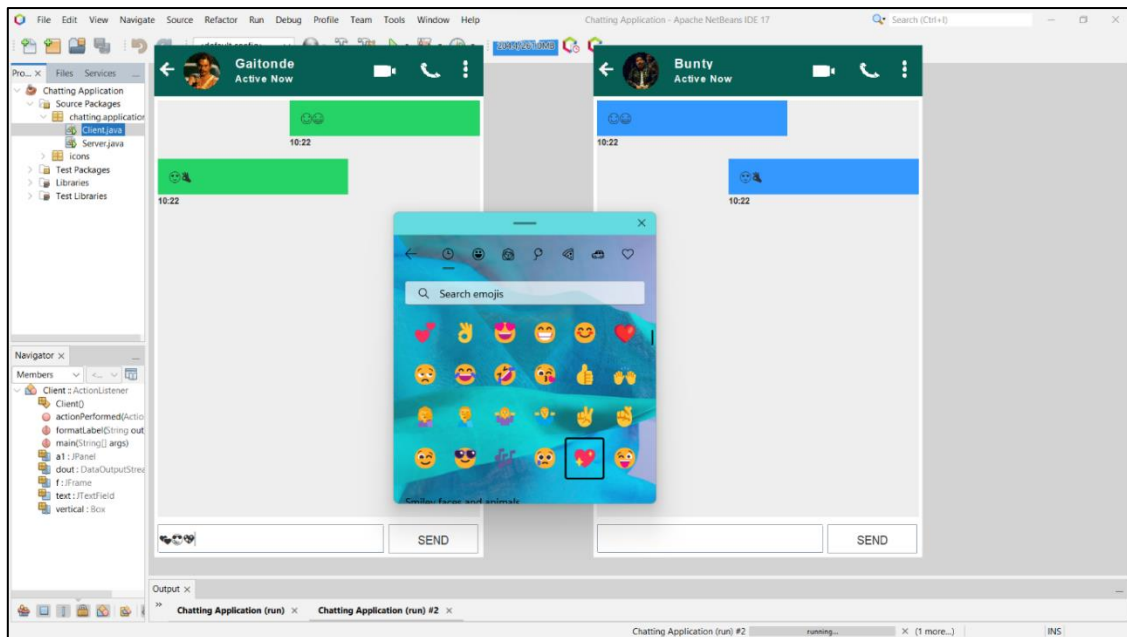 File Edit View Navigate Source Refactor Run Debug Profile Team Tools Window Help
Chatting Application - Apache NetBeans IDE 17
Search (Ctrl+I)
Pro... Files Services
Chatting Application
Source Packages
chatting.application
Client.java
Server.java
icons
Test Packages
Libraries
Test Libraries
Gaitonde
Active Now
10:22
10:22
Bunty
Active Now
10:22
10:22
Search emojis
Smiley faces and animals
SEND
SEND
Navigator
Members
Client :: ActionListener
Client()
actionPerformed(Actio
formatLabel(String out
main(String[] args)
a1 : JPanel
dout : DataOutputStrea
f : JFrame
text : JTextField
vertical : Box
Output
Chatting Application (run) Chatting Application (run) #2
Chatting Application (run) #2 running... (1 more...) INS